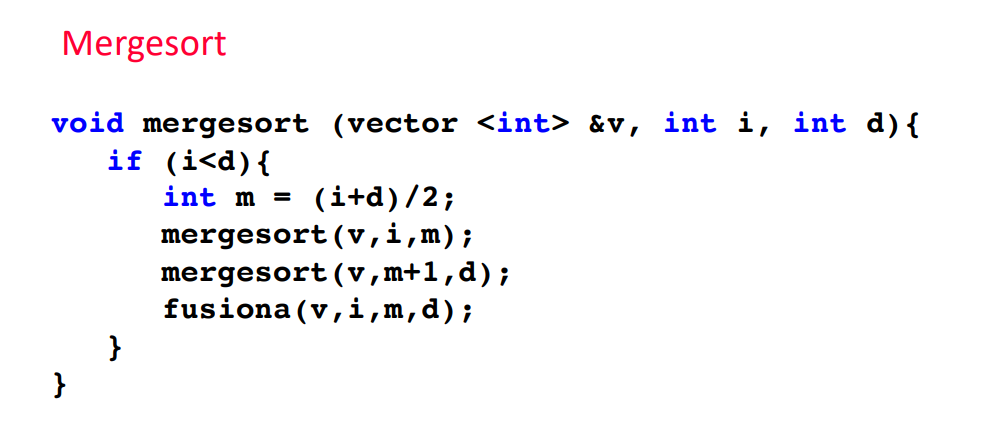 Mergesort
void mergesort (vector <int> &v, int i, int d){
if (i<d){
int m = (i+d)/2;
mergesort(v,i,m);
mergesort(v,m+1,d);
fusiona(v,i,m,d);
}
}